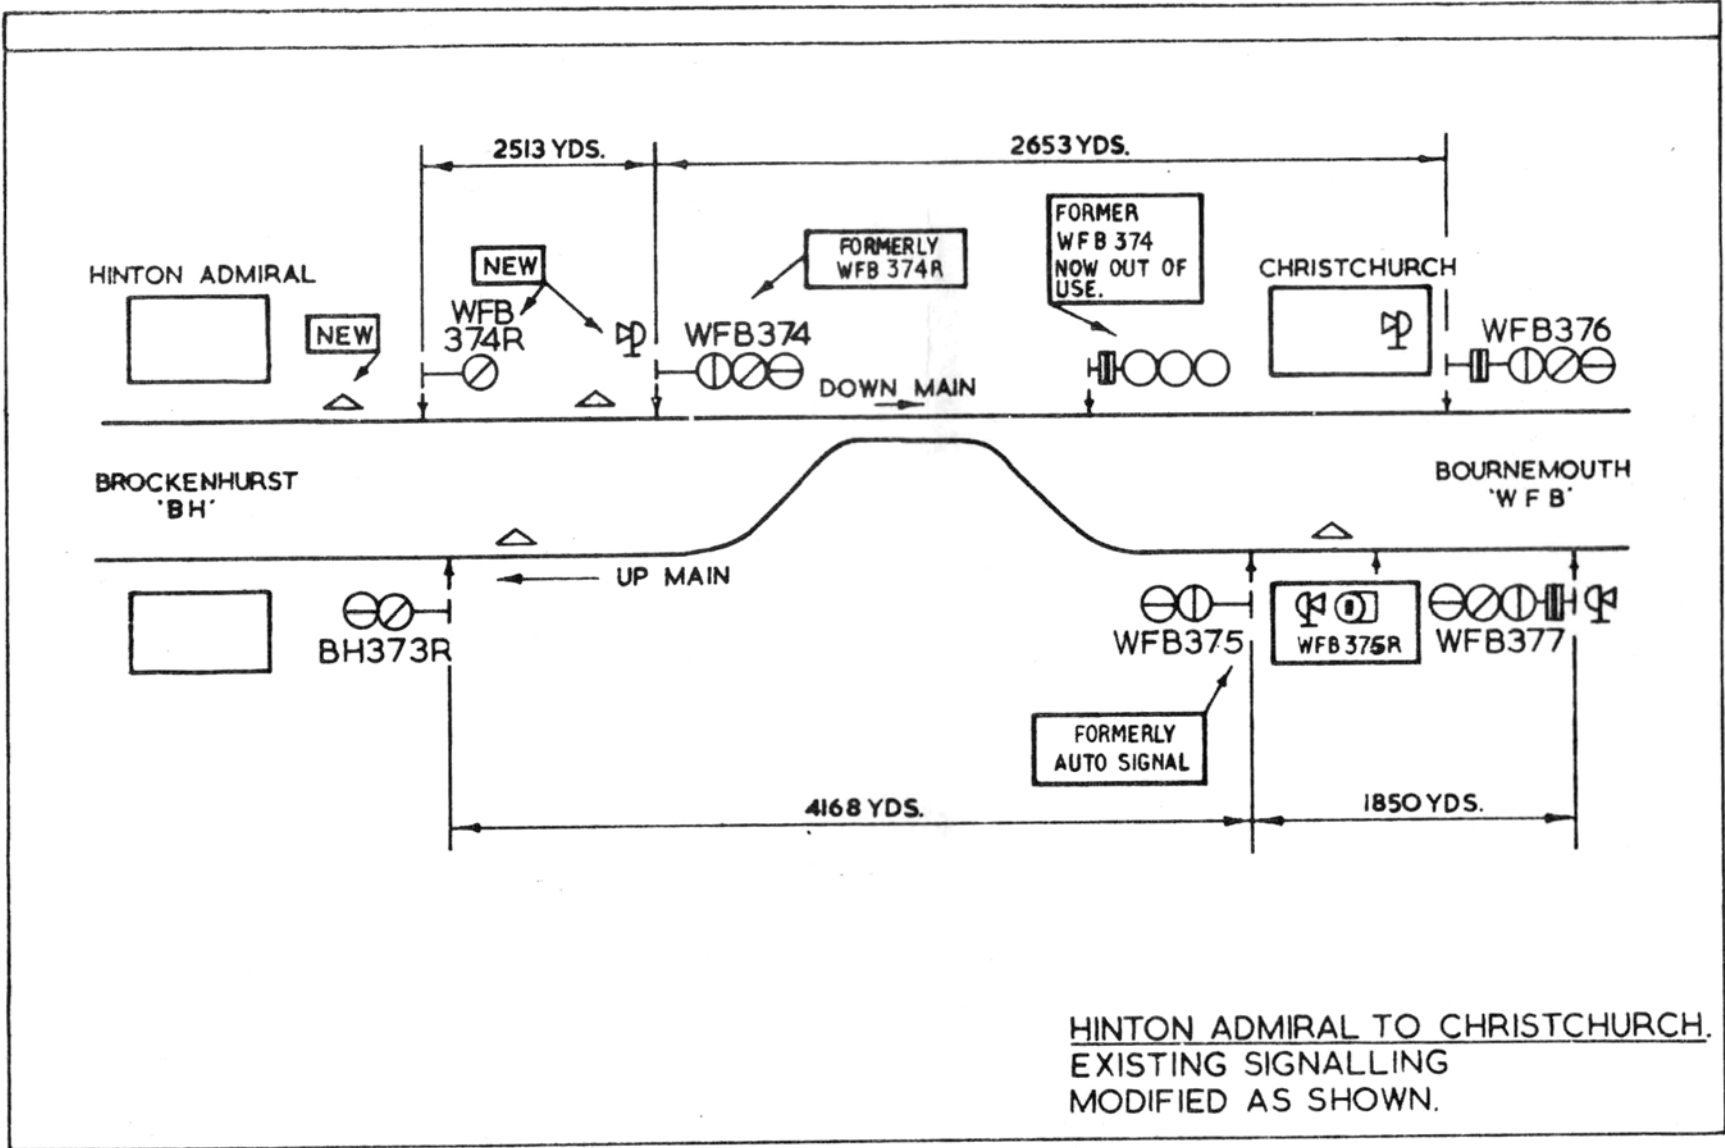 2513 YDS.
2653 YDS.
FORMER
WFB 374
NOW OUT OF
USE.
FORMERLY
WFB 374R
NEW
HINTON ADMIRAL
CHRISTCHURCH
NEW
WFB
374R
WFB374
WFB376
DOWN MAIN
BROCKENHURST
'BH'
BOURNEMOUTH
'WFB'
UP MAIN
BH373R
WFB375
WFB375R
WFB377
FORMERLY
AUTO SIGNAL
4168 YDS.
1850 YDS.
HINTON ADMIRAL TO CHRISTCHURCH.
EXISTING SIGNALLING
MODIFIED AS SHOWN.